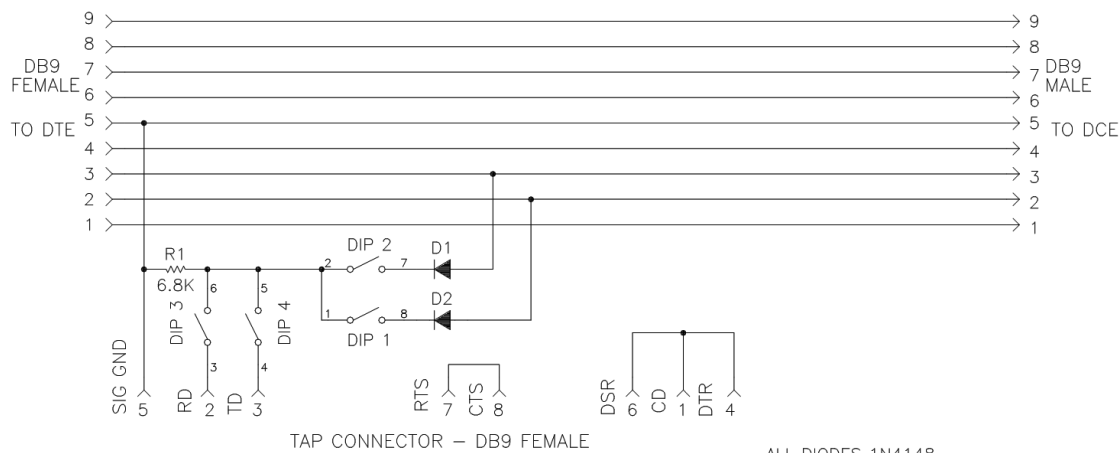 9 9
8 8
DB9 7 7 DB9
FEMALE MALE
6 6
TO DTE 5 5 TO DCE
4 4
3 3
2 2
1 1
R1 DIP 2 D1
2 7
6.8K 6 5 D2
DIP 3 DIP 4 1 8
DIP 1
3 4
SIG GND RD TD RTS CTS DSR CD DTR
5 2 3 7 8 6 1 4
TAP CONNECTOR – DB9 FEMALE
ALL DIODES 1N4148